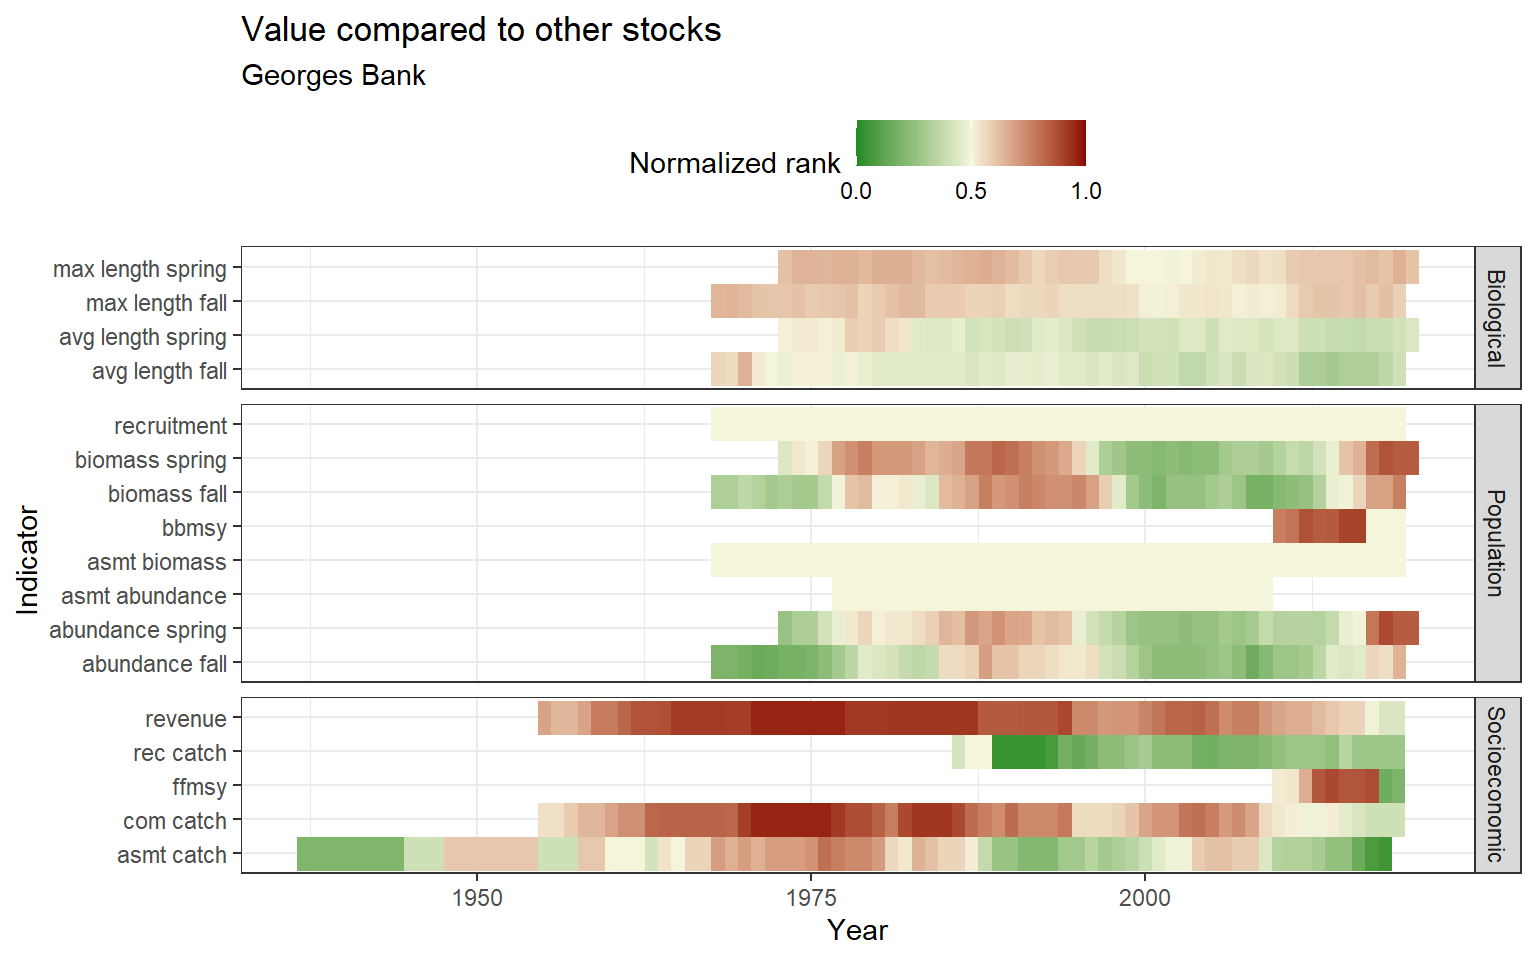 Value compared to other stocks
Georges Bank
Normalized rank
0.0 0.5 1.0
Indicator
max length spring
max length fall
avg length spring
avg length fall
Biological
recruitment
biomass spring
biomass fall
bbmsy
asmt biomass
asmt abundance
abundance spring
abundance fall
Population
revenue
rec catch
ffmsy
com catch
asmt catch
Socioeconomic
1950 1975 2000
Year